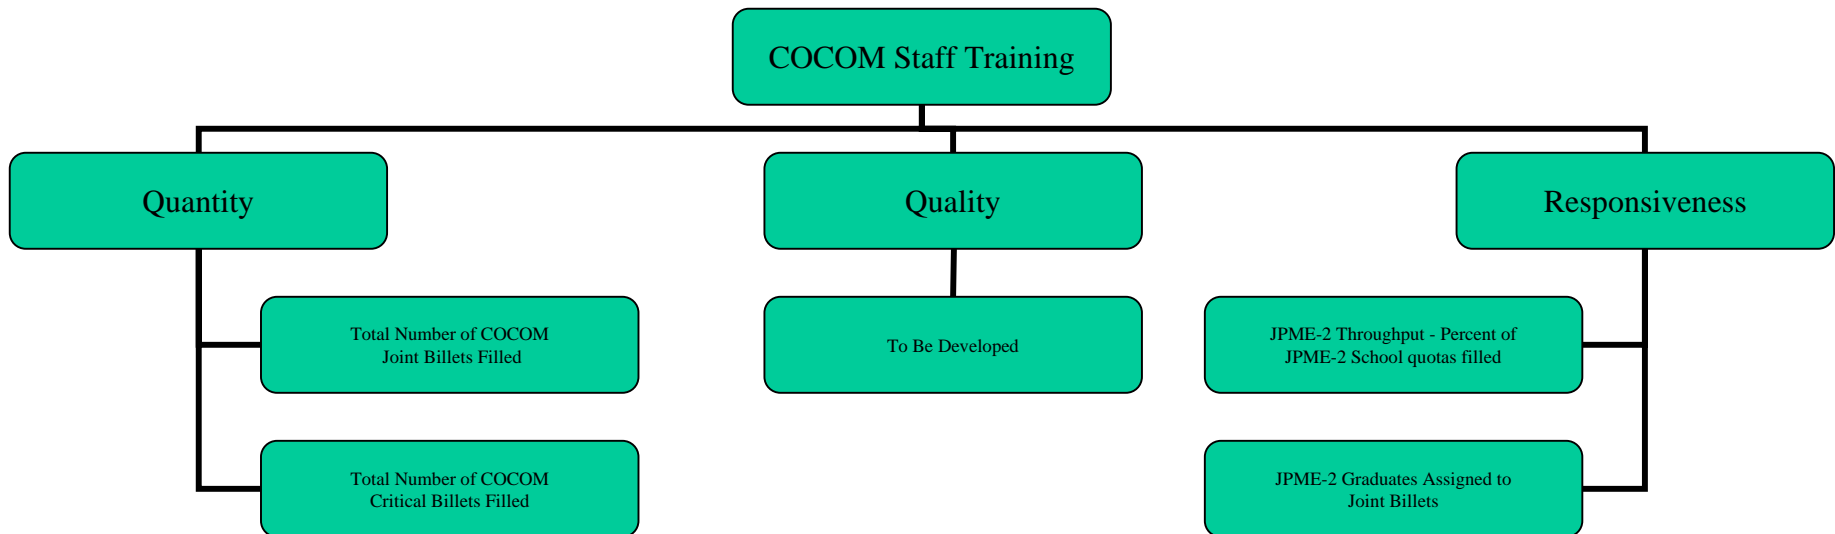 COCOM Staff Training
Quantity
Quality
Responsiveness
Total Number of COCOM
Joint Billets Filled
To Be Developed
JPME-2 Throughput - Percent of
JPME-2 School quotas filled
Total Number of COCOM
Critical Billets Filled
JPME-2 Graduates Assigned to
Joint Billets